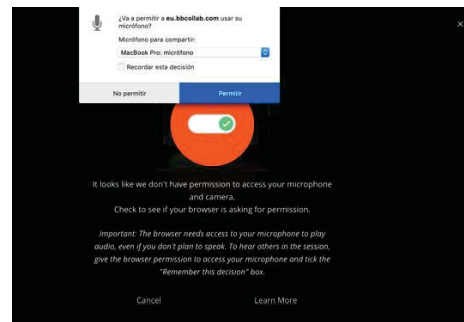 ¿Va a permitir a eu.bbcollab.com usar su
micrófono?
Micrófono para compartir:
MacBook Pro: micrófono
Recordar esta decisión
No permitir
Permitir
It looks like we don't have permission to access your microphone
and camera.
Check to see if your browser is asking for permission.
Important: The browser needs access to your microphone to play
audio, even if you don't plan to speak. To hear others in the session,
give the browser permission to access your microphone and tick the
"Remember this decision" box.
Cancel
Learn More